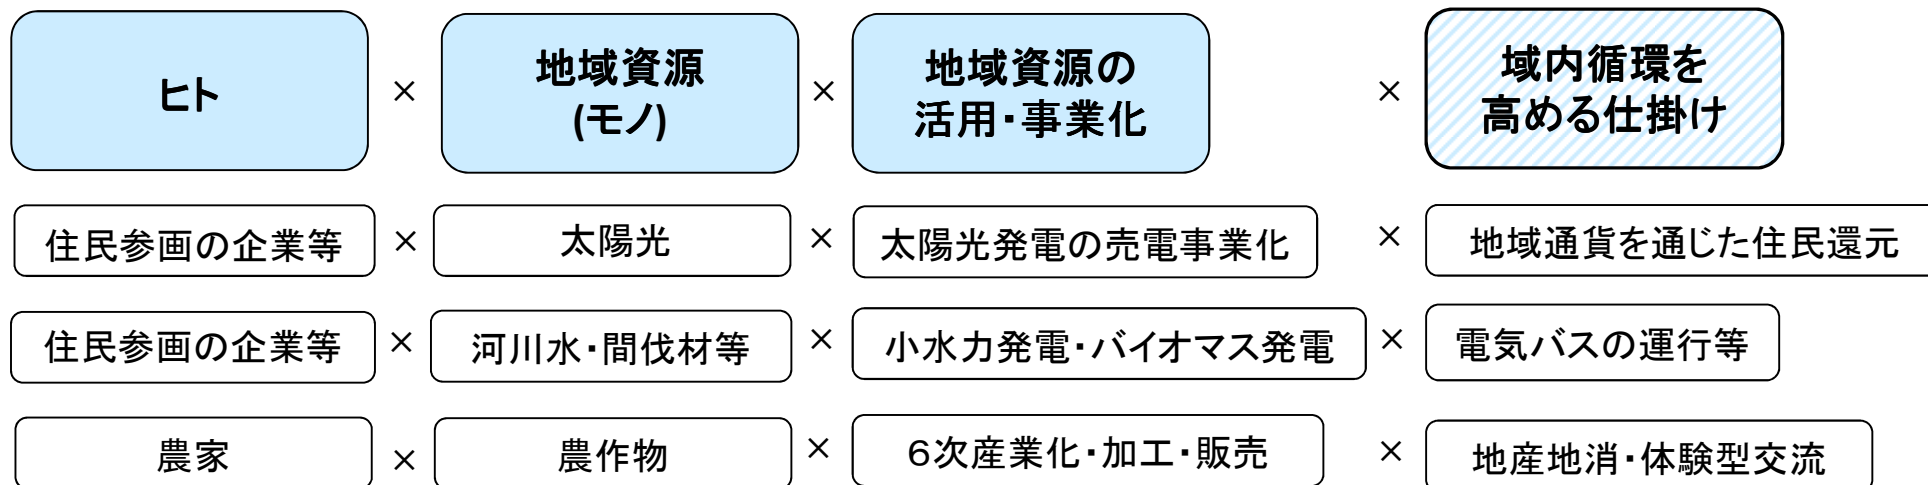 ヒト × 地域資源 × 地域資源の × 域内循環を
(モノ) 活用・事業化 高める仕掛け
住民参画の企業等 × 太陽光 × 太陽光発電の売電事業化 × 地域通貨を通じた住民還元
住民参画の企業等 × 河川水・間伐材等 × 小水力発電・バイオマス発電 × 電気バスの運行等
農家 × 農作物 × 6次産業化・加工・販売 × 地産地消・体験型交流